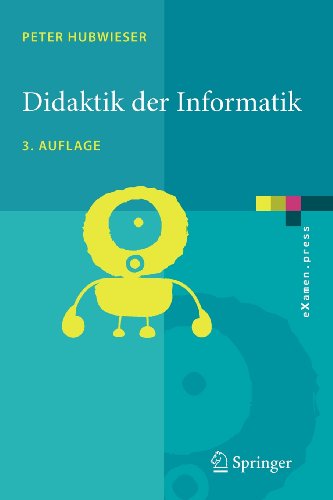 PETER HUBWIESER
Didaktik der Informatik
3. AUFLAGE
eXamen.press
Springer